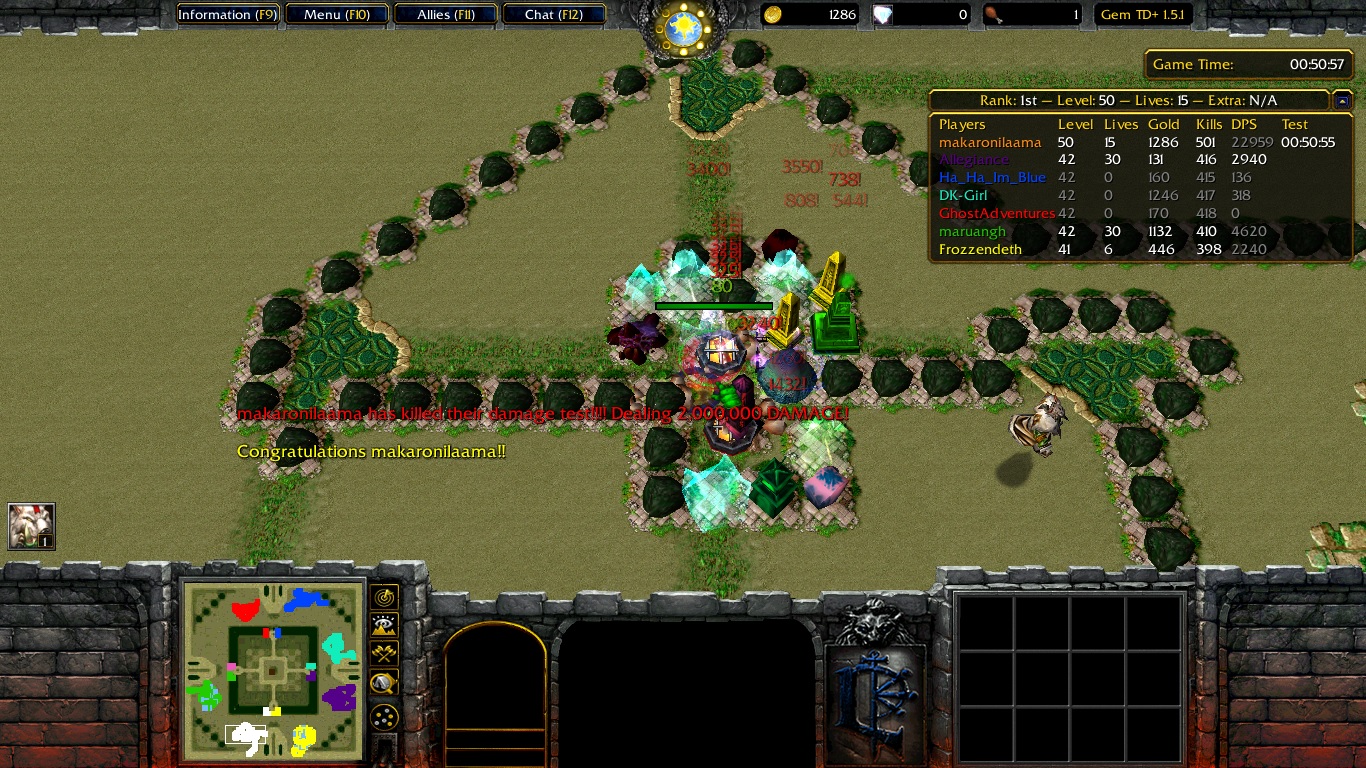 Information (F9) Menu (F10) Allies (F11) Chat (F12) 1286 0 1 Gem TD+ 1.5.1
Game Time: 00:50:57
Rank: 1st – Level: 50 – Lives: 15 – Extra: N/A
Players Level Lives Gold Kills DPS Test
makaronilaama 50 15 1286 501 22959 00:50:55
Allegiance 42 30 131 416 2940
Ha_Ha_Im_Blue 42 0 160 415 136
DK-Girl 42 0 1246 417 318
GhostAdventures 42 0 170 418 0
maruangh 42 30 1132 410 4620
Frozzendeth 41 6 446 398 2240
3400! 3550!
738!
808! 544!
80
4432!
makaronilaama has killed their damage test!!!! Dealing 2,000,000 DAMAGE!
Congratulations makaronilaama!!
1